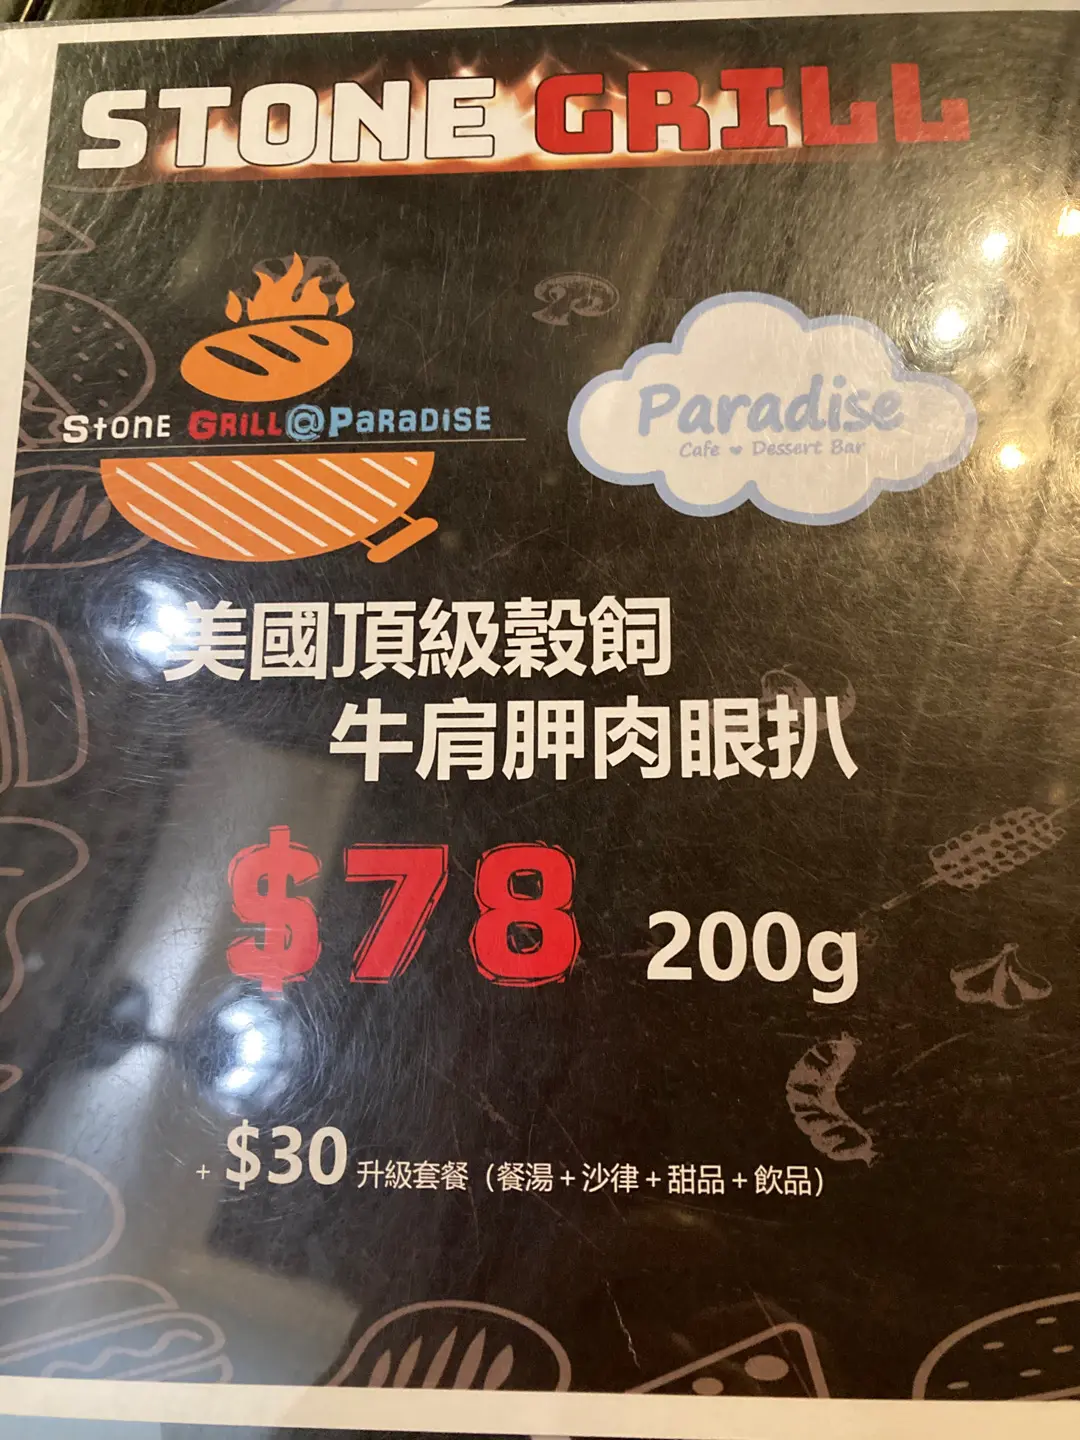 STONE GRILL
STONE GRILL@PARADISE
Paradise
Cafe ♥ Dessert Bar
美國頂級穀飼
牛肩胛肉眼扒
$78 200g
+ $30 升級套餐（餐湯+沙律+甜品+飲品）